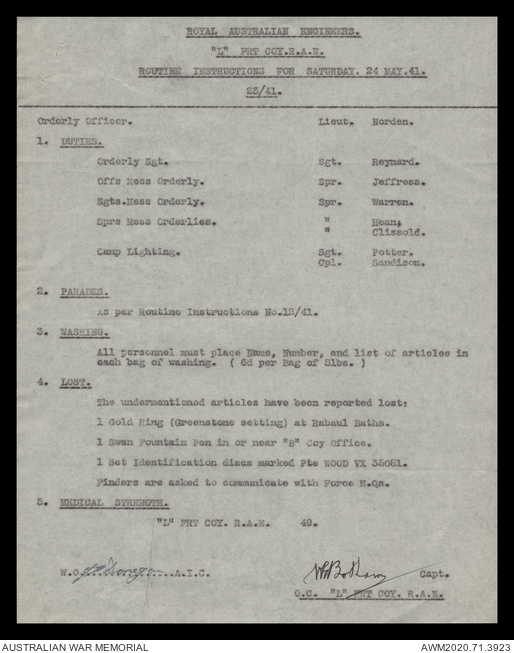 ROYAL AUSTRALIAN ENGINEERS.
"L" FRT COY.R.A.E.
ROUTINE INSTRUCTIONS FOR SATURDAY. 24 MAY.41.
23/41.
Orderly Officer. Lieut. Norden.
1. DUTIES.
Orderly Sgt. Sgt. Reynard.
Offs Mess Orderly. Spr. Jeffress.
Sgts.Mess Orderly. Spr. Warren.
Sprs Mess Orderlies. " Hean;
" Clissold.
Camp Lighting. Sgt. Potter.
Cpl. Sandison.
2. PARADES.
As per Routine Instructions No.12/41.
3. WASHING.
All personnel must place Name, Number, and list of articles in
each bag of washing. ( 6d per Bag of 8lbs. )
4. LOST.
The undermentioned articles have been reported lost:
1 Gold Ring (Greenstone setting) at Rabaul Baths.
1 Swan Fountain Pen in or near "B" Coy Office.
1 Set Identification discs marked Pte WOOD VX 35081.
Finders are asked to communicate with Force H.Qs.
5. MEDICAL STRENGTH.
"L" FRT COY. R.A.E. 49.
W.O. A.I.C.
Capt.
O.C. "L" FRT COY. R.A.E.
AUSTRALIAN WAR MEMORIAL AWM2020.71.3923